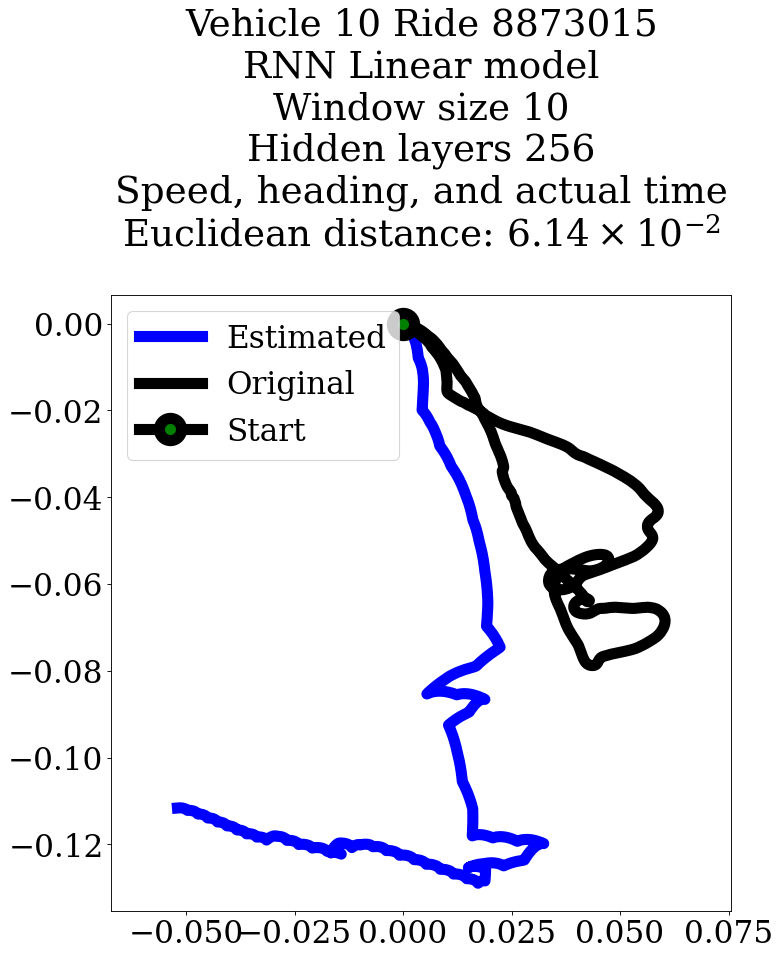 Vehicle 10 Ride 8873015
RNN Linear model
Window size 10
Hidden layers 256
Speed, heading, and actual time
Euclidean distance: 6.14 × 10⁻²
Estimated
Original
Start
0.00
−0.02
−0.04
−0.06
−0.08
−0.10
−0.12
−0.050 −0.025 0.000 0.025 0.050 0.075